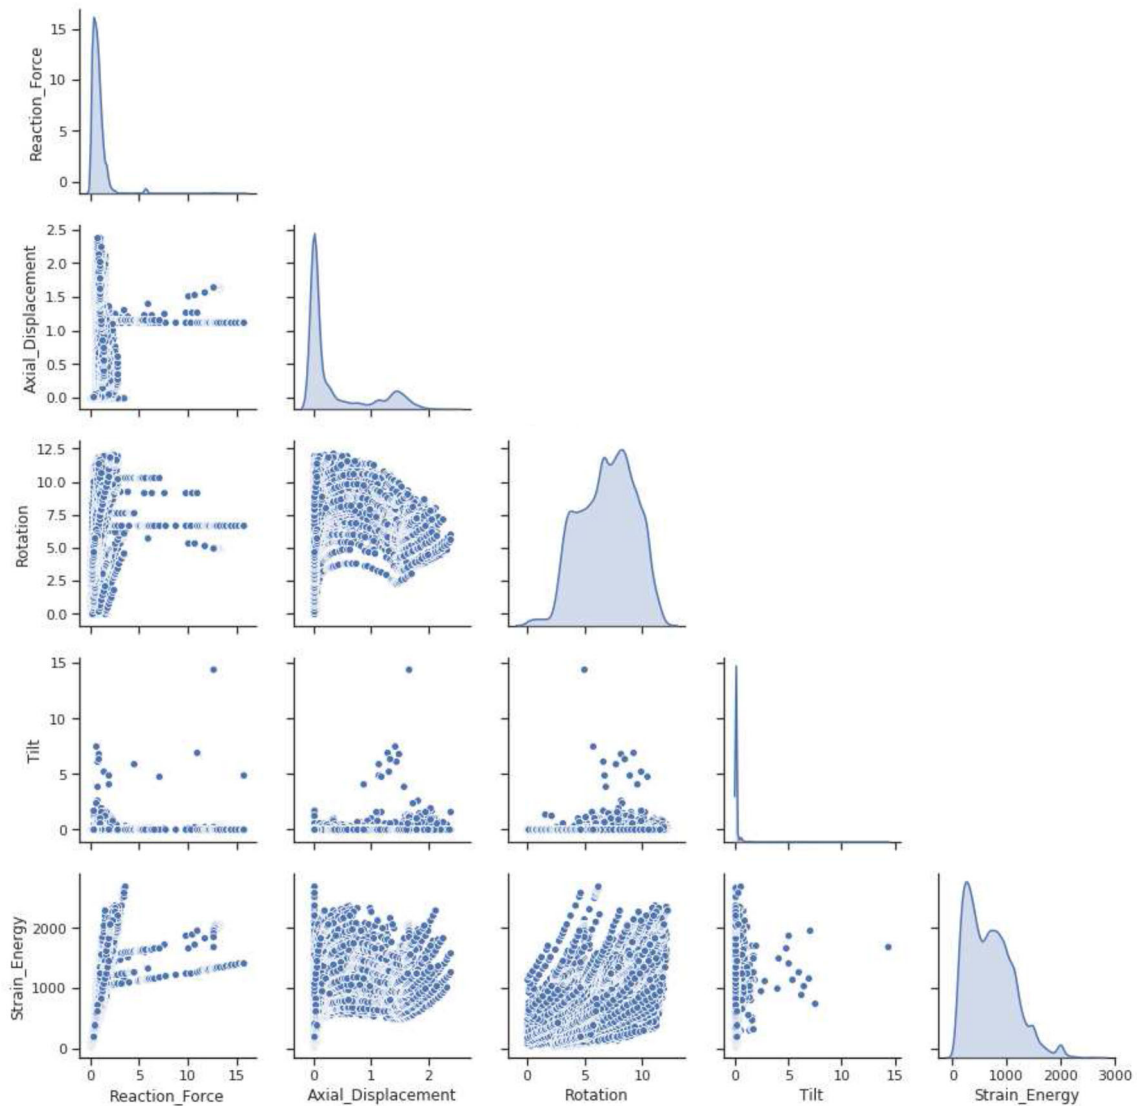 15
10
5
0
Reaction_Force
2.5
2.0
1.5
1.0
0.5
0.0
Axial_Displacement
12.5
10.0
7.5
5.0
2.5
0.0
Rotation
15
10
5
0
Tilt
2000
1000
0
Strain_Energy
0 5 10 15
Reaction_Force
0 1 2
Axial_Displacement
0 5 10
Rotation
0 5 10 15
Tilt
0 1000 2000 3000
Strain_Energy